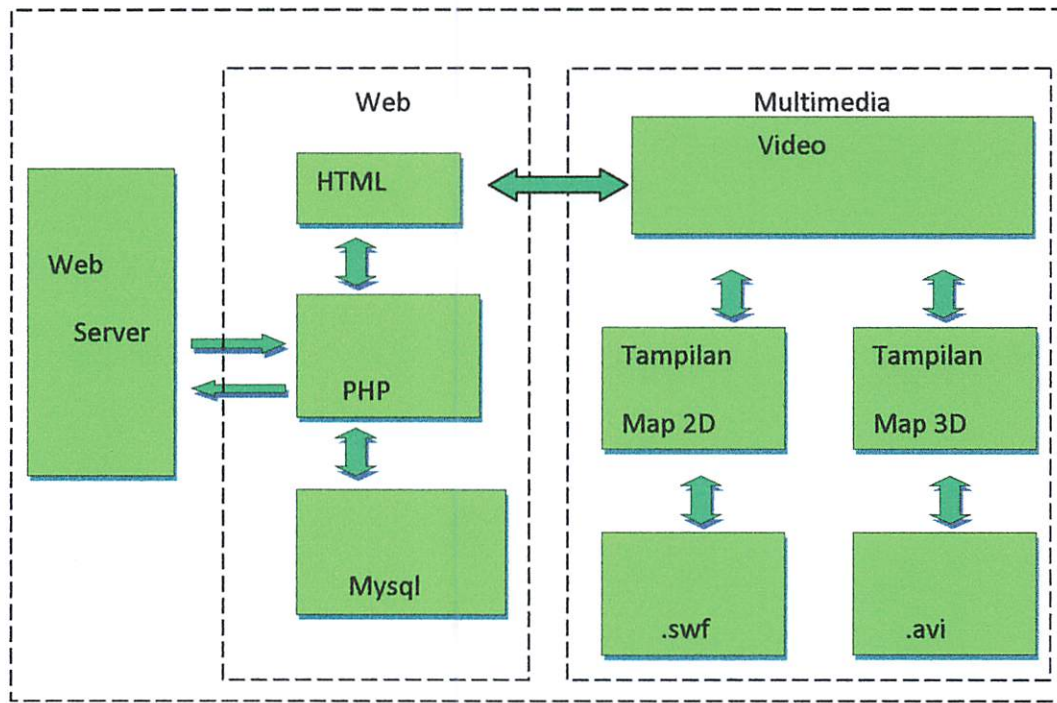 Web
Multimedia
Video
HTML
Web
Server
PHP
Tampilan
Map 2D
Tampilan
Map 3D
Mysql
.swf
.avi